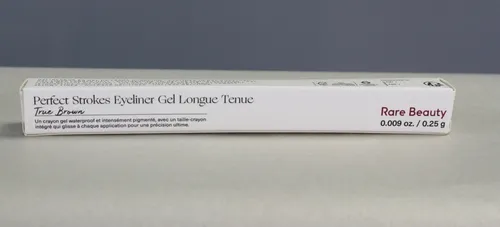 Perfect Strokes Eyeliner Gel Longue Tenue
True Brown
Un crayon gel waterproof et intensément pigmenté, avec un taille-crayon
intégré qui glisse à chaque application pour une précision ultime.
Rare Beauty
0.009 oz. / 0.25 g